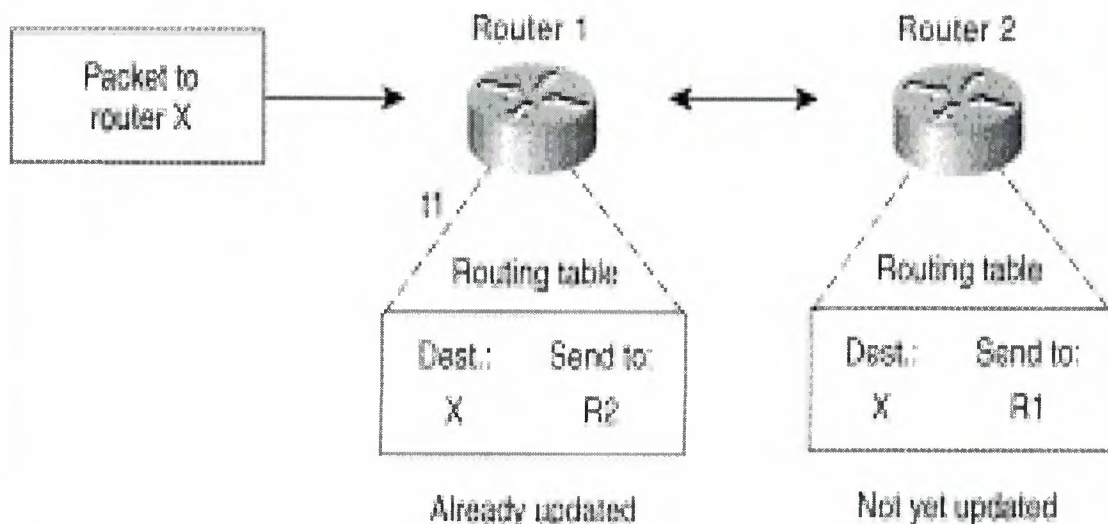 Packet to
router X
Router 1
Router 2
t1
Routing table
Routing table
Dest.: Send to:
X R2
Dest.: Send to:
X R1
Already updated
Not yet updated